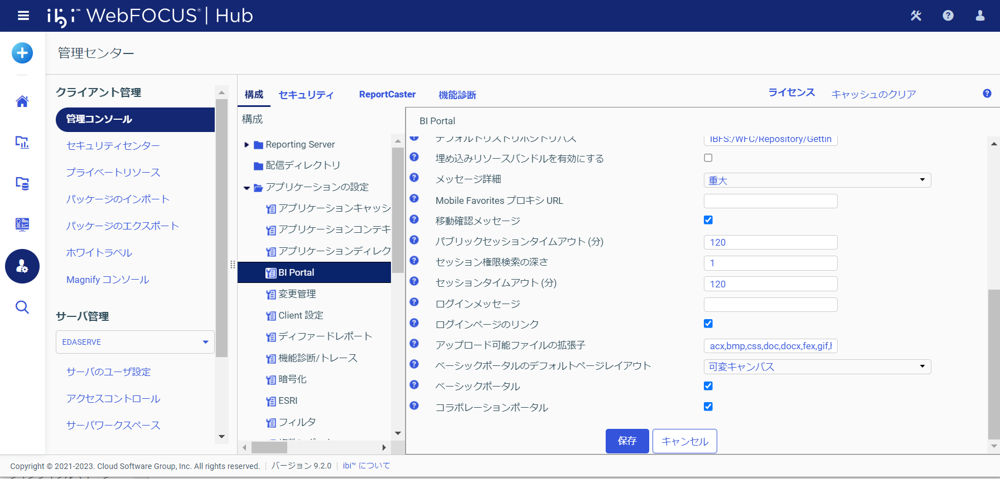 ibi™ WebFOCUS® | Hub
管理センター
クライアント管理
管理コンソール
セキュリティセンター
プライベートリソース
パッケージのインポート
パッケージのエクスポート
ホワイトラベル
Magnify コンソール
サーバ管理
EDASERVE
サーバのユーザ設定
アクセスコントロール
サーバワークスペース
構成
セキュリティ
ReportCaster
機能診断
ライセンス
キャッシュのクリア
構成
Reporting Server
配信ディレクトリ
アプリケーションの設定
アプリケーションキャッシ
アプリケーションコンテキ
アプリケーションディレク
BI Portal
変更管理
Client 設定
ディファードレポート
機能診断/トレース
暗号化
ESRI
フィルタ
BI Portal
デフォルトリストリポジトリパス
IBFS:/WFC/Repository/Gettin
埋め込みリソースバンドルを有効にする
メッセージ詳細
重大
Mobile Favorites プロキシ URL
移動確認メッセージ
パブリックセッションタイムアウト (分)
120
セッション権限検索の深さ
1
セッションタイムアウト (分)
120
ログインメッセージ
ログインページのリンク
アップロード可能ファイルの拡張子
acx,bmp,css,doc,docx,fex,gif,h
ベーシックポータルのデフォルトページレイアウト
可変キャンバス
ベーシックポータル
コラボレーションポータル
保存
キャンセル
Copyright © 2021-2023. Cloud Software Group, Inc. All rights reserved.
バージョン 9.2.0
ibi™ について